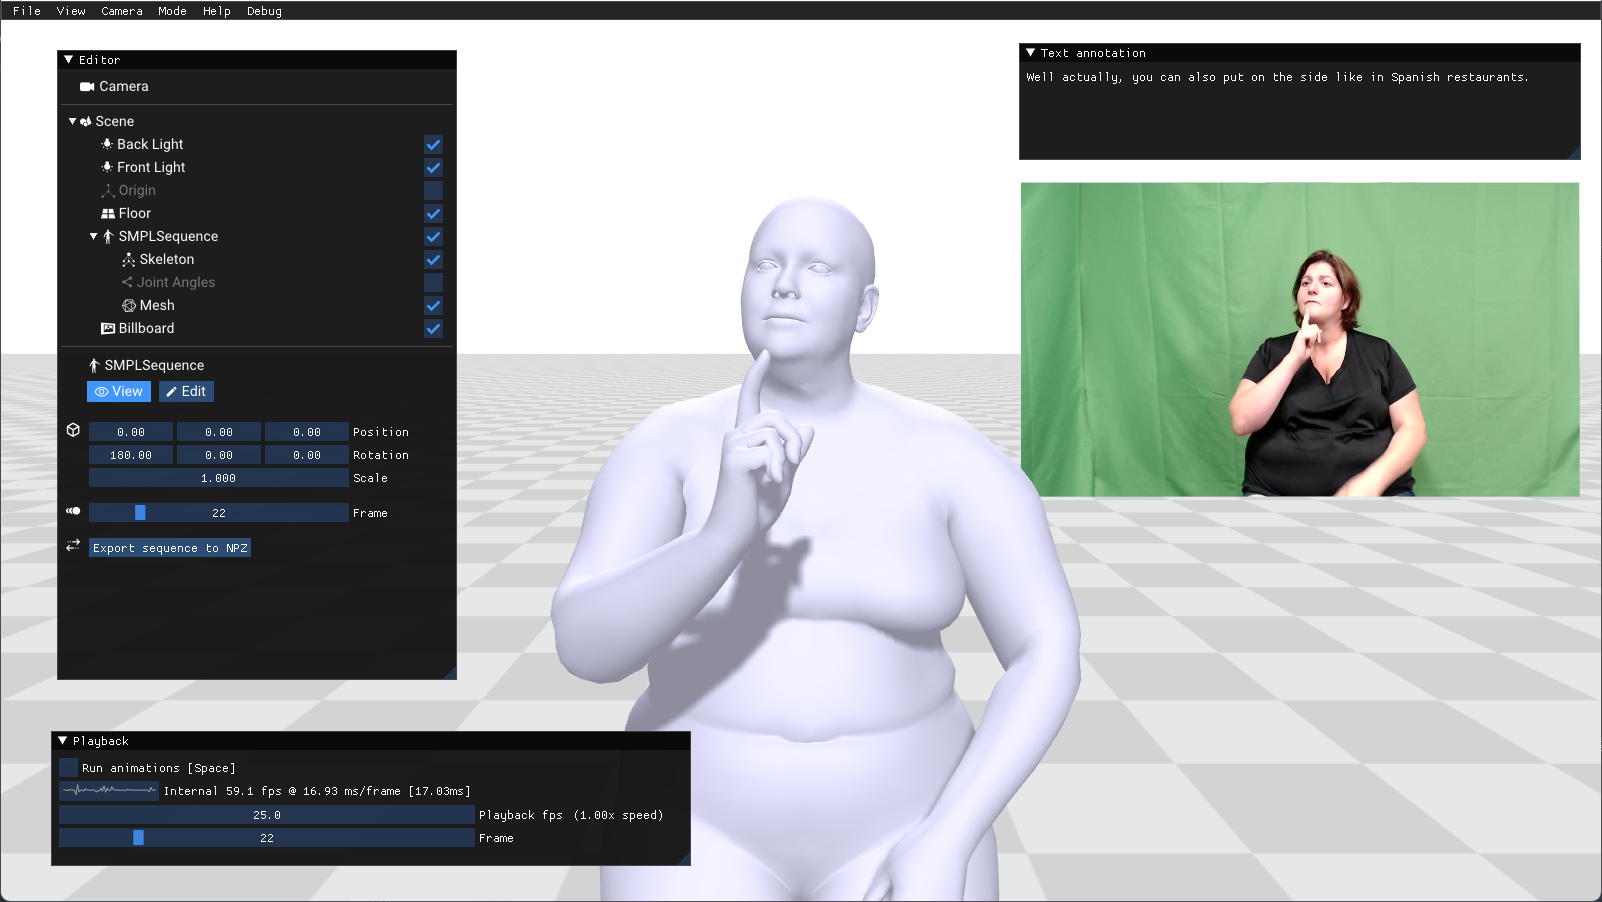 File View Camera Mode Help Debug
Editor
Camera
Scene
Back Light
Front Light
Origin
Floor
SMPLSequence
Skeleton
Joint Angles
Mesh
Billboard
SMPLSequence
View Edit
0.00 0.00 0.00 Position
180.00 0.00 0.00 Rotation
1.000 Scale
22 Frame
Export sequence to NPZ
Text annotation
Well actually, you can also put on the side like in Spanish restaurants.
Playback
Run animations [Space]
Internal 59.1 fps @ 16.93 ms/frame [17.03ms]
25.0 Playback fps (1.00x speed)
22 Frame